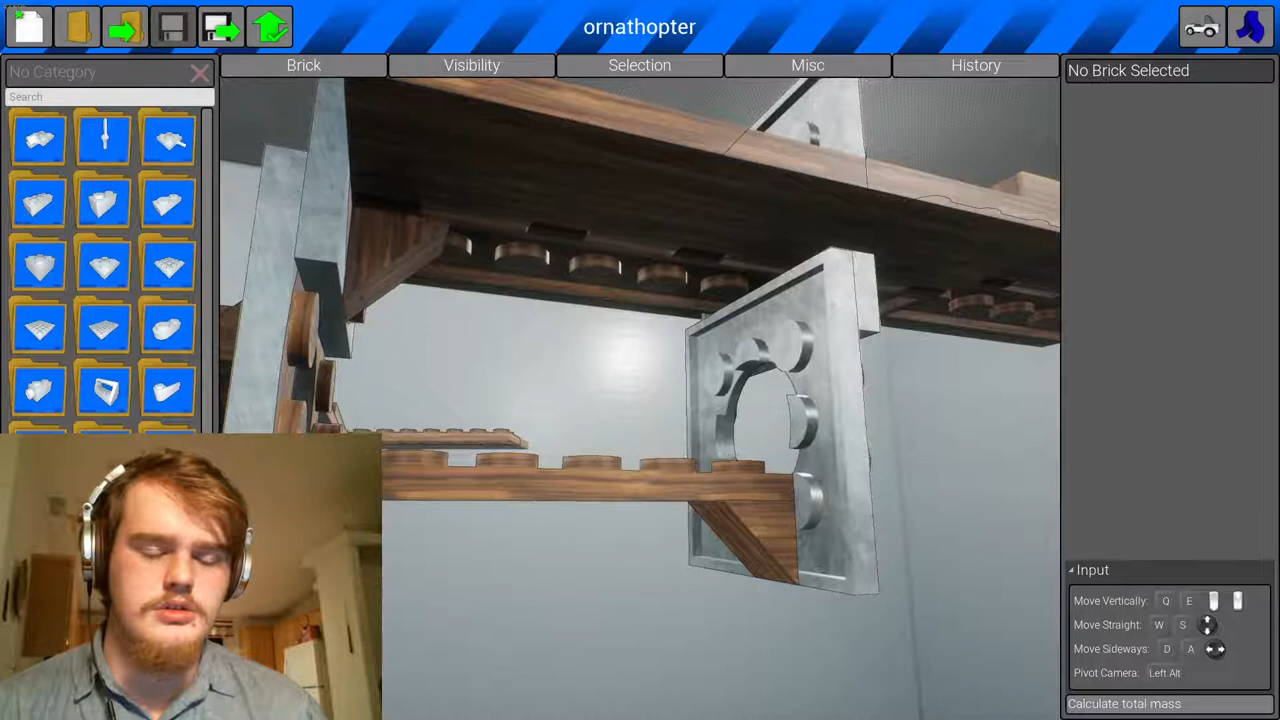 ornathopter
No Category
Search
Brick
Visibility
Selection
Misc
History
No Brick Selected
Input
Move Vertically: Q E
Move Straight: W S
Move Sideways: D A
Pivot Camera: Left Alt
Calculate total mass